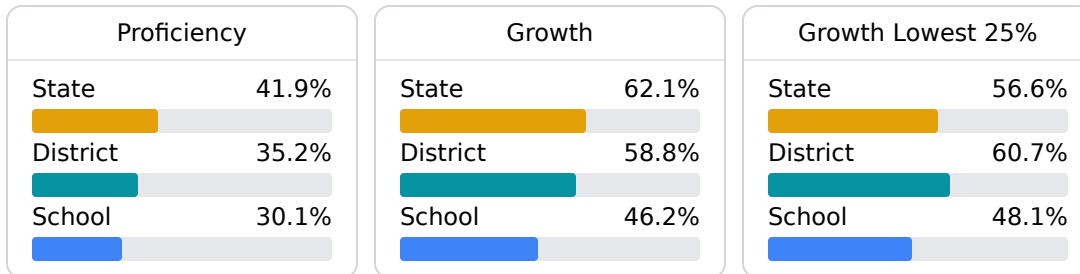 Proficiency
State 41.9%
District 35.2%
School 30.1%
Growth
State 62.1%
District 58.8%
School 46.2%
Growth Lowest 25%
State 56.6%
District 60.7%
School 48.1%